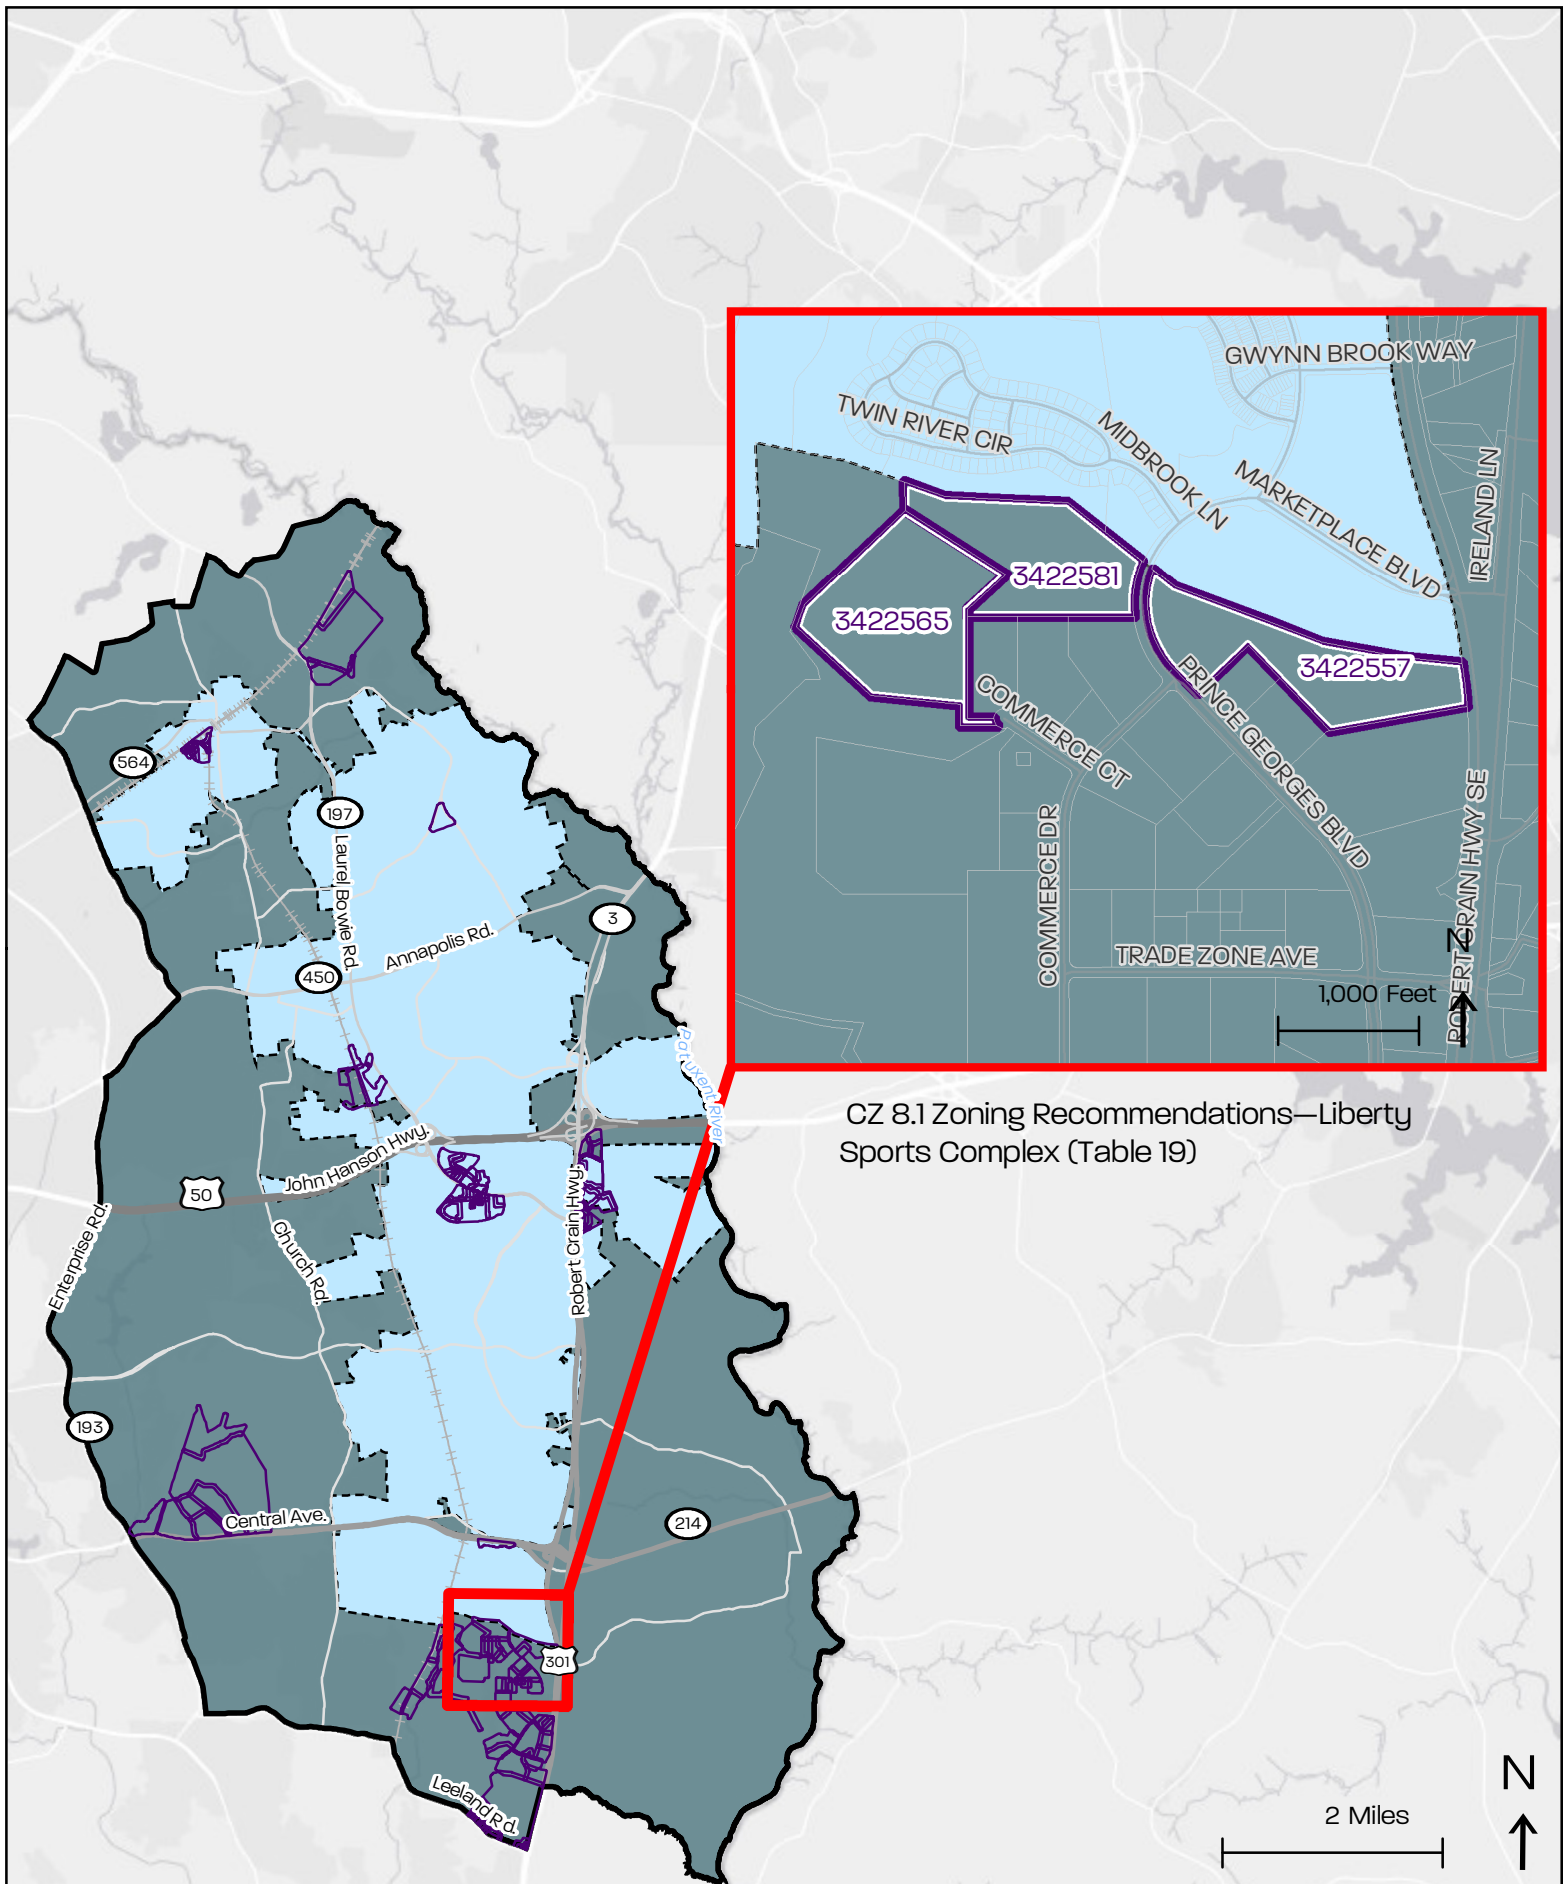 GWYNN BROOK WAY
TWIN RIVER CIR
MIDBROOK LN
MARKETPLACE BLVD
IRELAND LN
3422581
3422565
3422557
PRINCE GEORGES BLVD
COMMERCE CT
COMMERCE DR
ROBERT CRAIN HWY SE
TRADE ZONE AVE
N
1,000 Feet
CZ 8.1 Zoning Recommendations—Liberty
Sports Complex (Table 19)
564
197
Laurel Bowie Rd.
3
Annapolis Rd.
450
Patuxent River
John Hanson Hwy.
50
Robert Crain Hwy.
Enterprise Rd.
Church Rd.
193
Central Ave.
214
301
Leeland Rd.
N
2 Miles